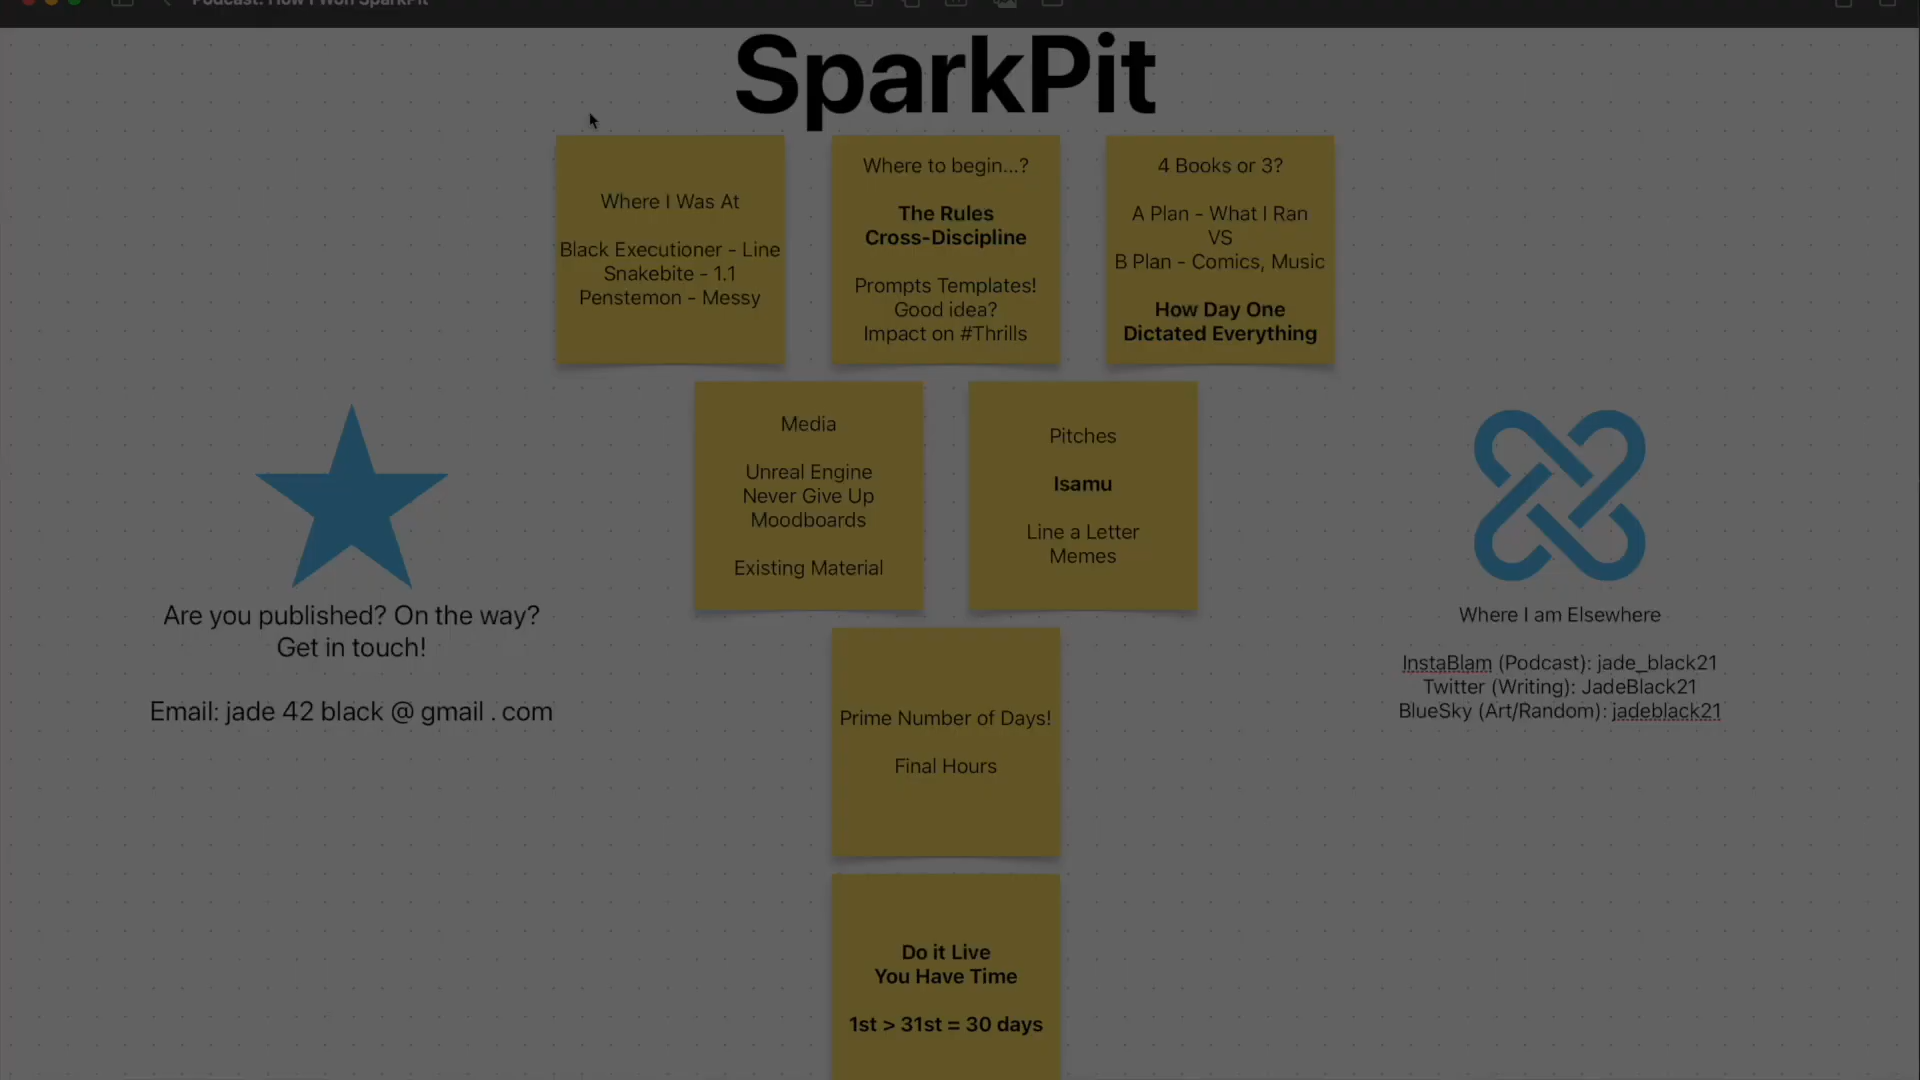 Podcast: How I Won SparkPit
SparkPit
Where I Was At
Black Executioner - Line
Snakebite - 1.1
Penstemon - Messy
Where to begin...?
The Rules
Cross-Discipline
Prompts Templates!
Good idea?
Impact on #Thrills
4 Books or 3?
A Plan - What I Ran
VS
B Plan - Comics, Music
How Day One
Dictated Everything
Media
Unreal Engine
Never Give Up
Moodboards
Existing Material
Pitches
Isamu
Line a Letter
Memes
Are you published? On the way?
Get in touch!
Email: jade 42 black @ gmail . com
Where I am Elsewhere
InstaBlam (Podcast): jade_black21
Twitter (Writing): JadeBlack21
BlueSky (Art/Random): jadeblack21
Prime Number of Days!
Final Hours
Do it Live
You Have Time
1st > 31st = 30 days